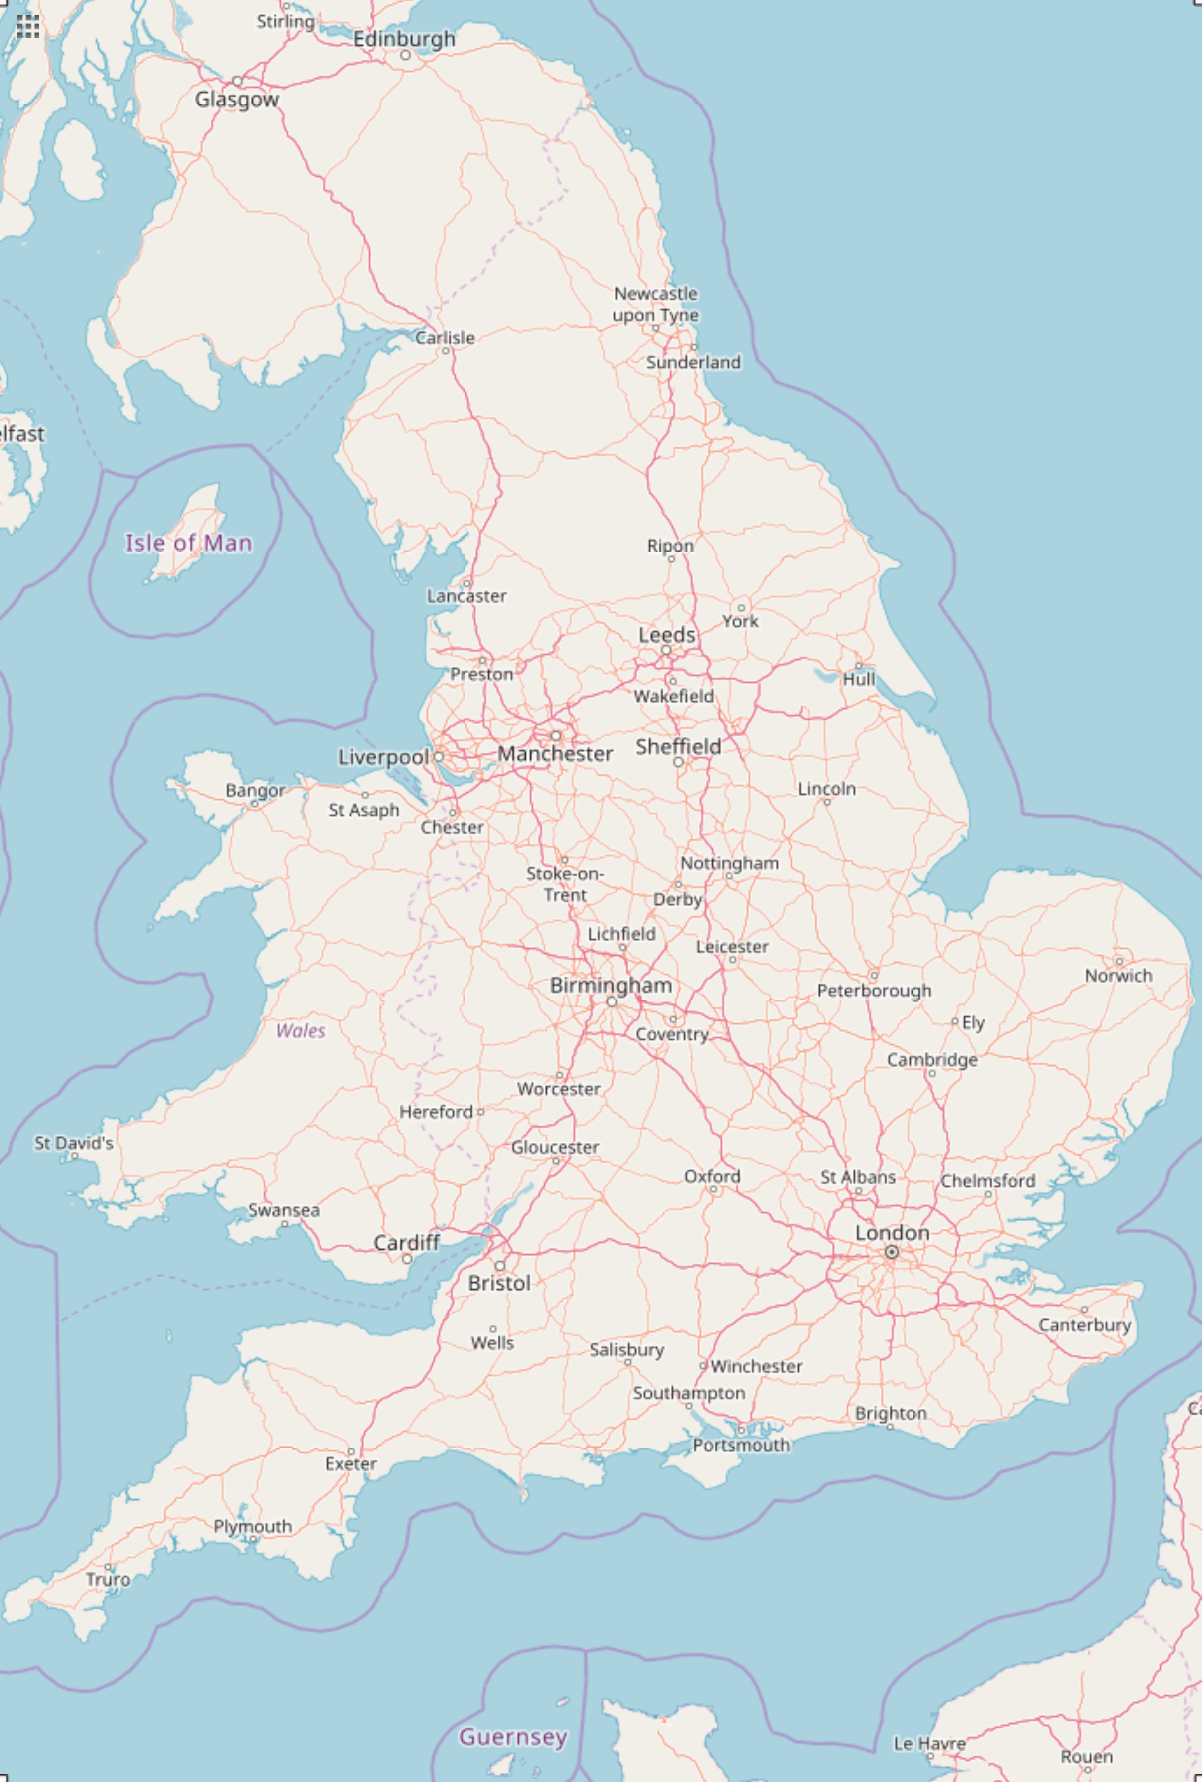 Stirling
Edinburgh
Glasgow
Newcastle
upon Tyne
Carlisle
Sunderland
elfast
Isle of Man
Ripon
Lancaster
York
Leeds
Preston
Hull
Wakefield
Liverpool
Manchester
Sheffield
Bangor
St Asaph
Lincoln
Chester
Stoke-on-
Trent
Nottingham
Derby
Lichfield
Leicester
Norwich
Birmingham
Peterborough
Wales
Coventry
Ely
Cambridge
Worcester
Hereford
St David's
Gloucester
Oxford
St Albans
Chelmsford
Swansea
Cardiff
London
Bristol
Canterbury
Wells
Salisbury
Winchester
Southampton
Brighton
Portsmouth
Ca
Exeter
Plymouth
Truro
Guernsey
Le Havre
Rouen